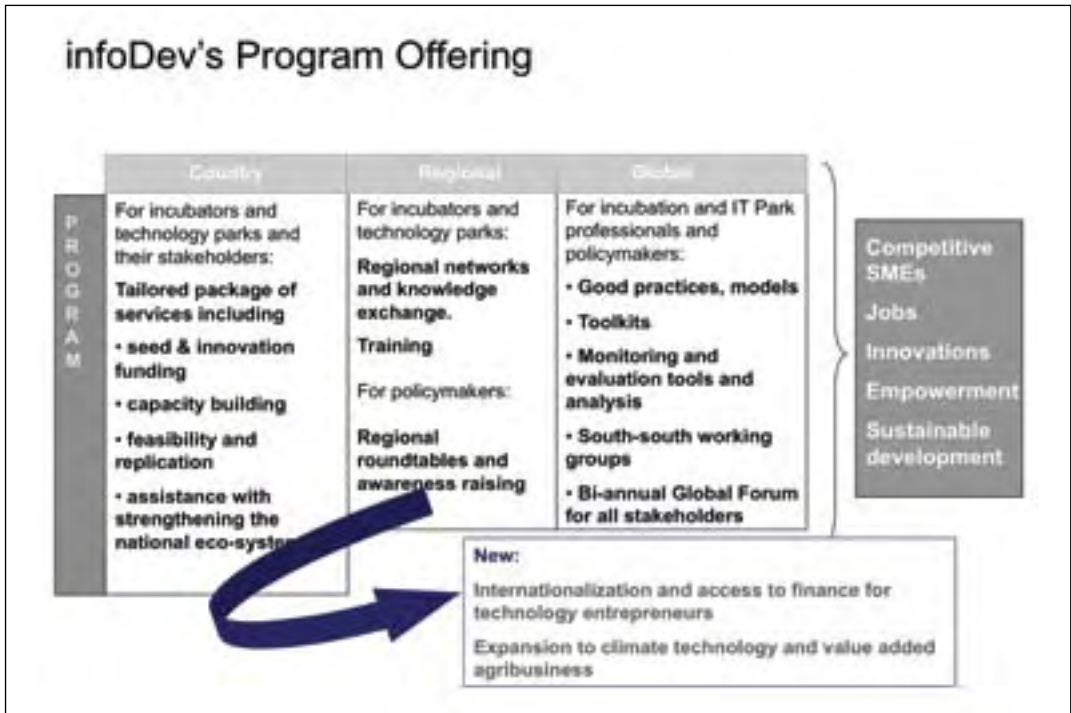 infoDev's Program Offering
Country
Regional
Global
PROGRAM
For incubators and
technology parks and
their stakeholders:
Tailored package of
services including
• seed & innovation
funding
• capacity building
• feasibility and
replication
• assistance with
strengthening the
national eco-system
For incubators and
technology parks:
Regional networks
and knowledge
exchange.
Training
For policymakers:
Regional
roundtables and
awareness raising
For incubation and IT Park
professionals and
policymakers:
• Good practices, models
• Toolkits
• Monitoring and
evaluation tools and
analysis
• South-south working
groups
• Bi-annual Global Forum
for all stakeholders
Competitive
SMEs
Jobs
Innovations
Empowerment
Sustainable
development
New:
Internationalization and access to finance for
technology entrepreneurs
Expansion to climate technology and value added
agribusiness